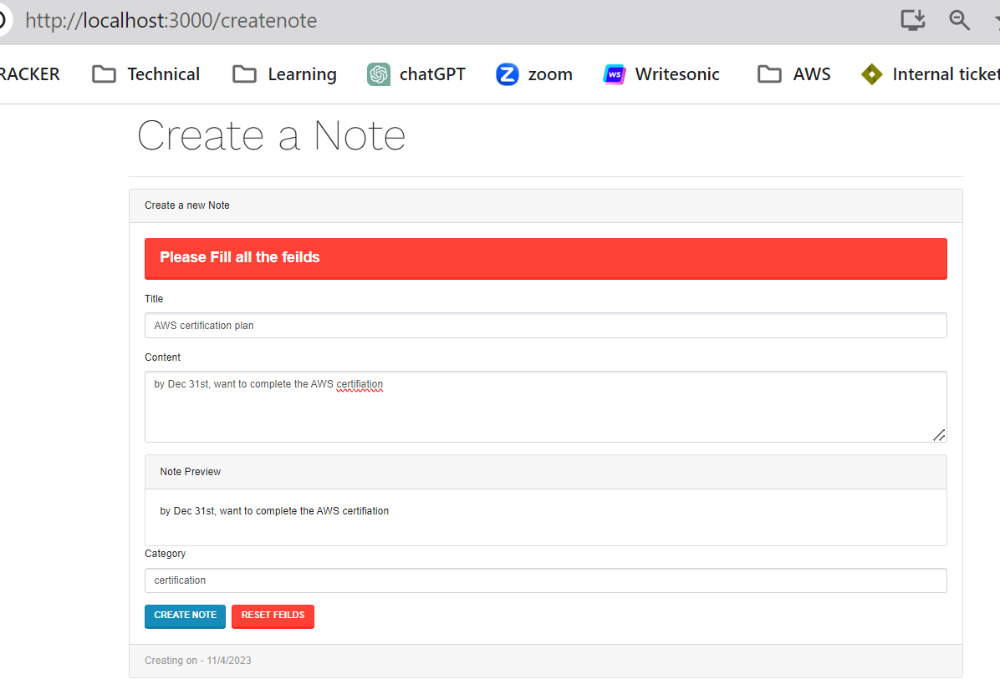 http://localhost:3000/createnote
RACKER Technical Learning chatGPT zoom Writesonic AWS Internal ticket
Create a Note
Create a new Note
Please Fill all the feilds
Title
AWS certification plan
Content
by Dec 31st, want to complete the AWS certifiation
Note Preview
by Dec 31st, want to complete the AWS certifiation
Category
certification
CREATE NOTE RESET FEILDS
Creating on - 11/4/2023